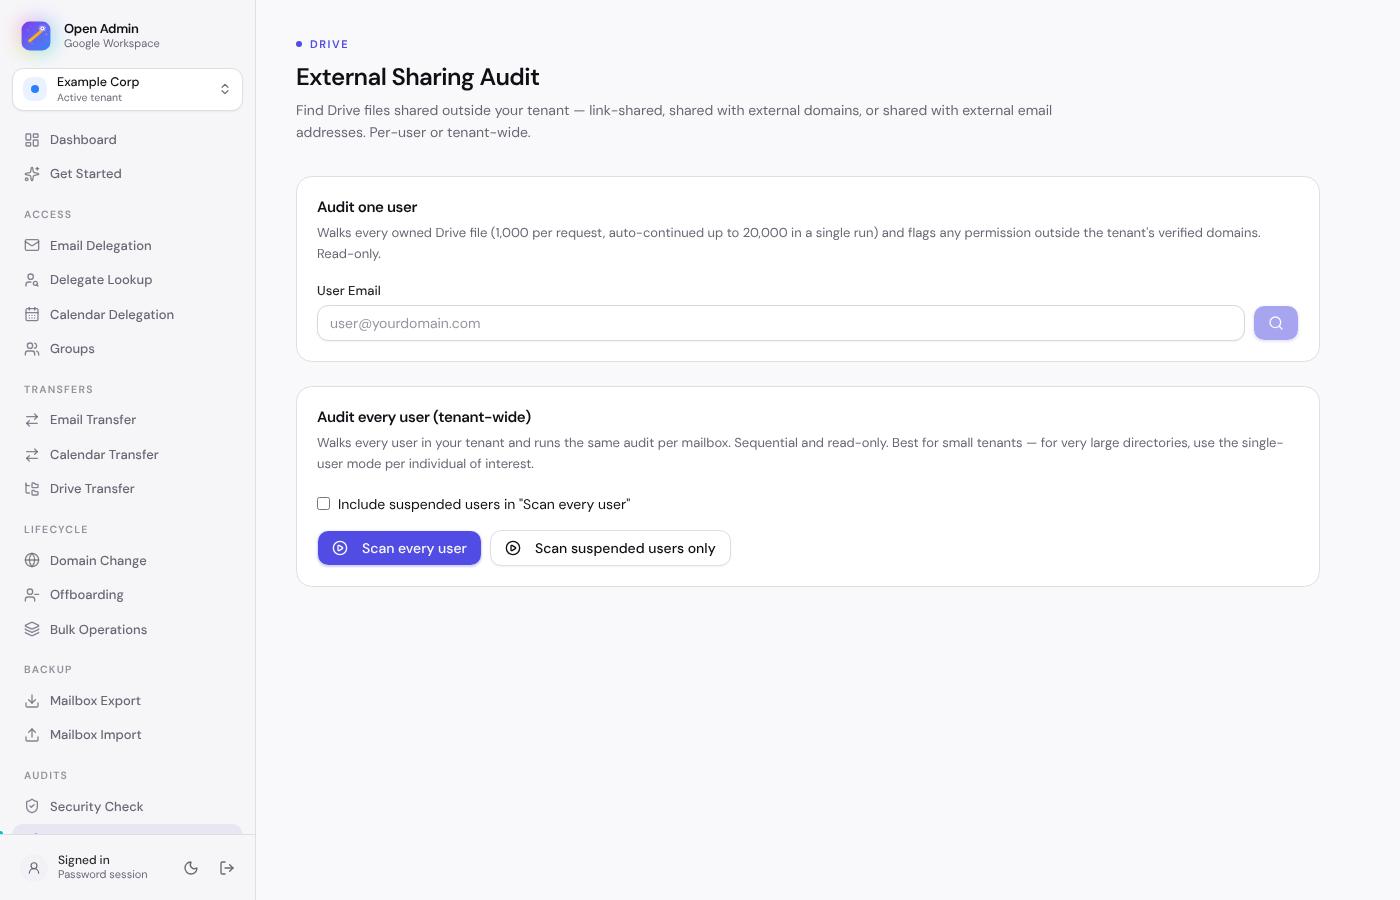 Open Admin
Google Workspace
Example Corp
Active tenant
Dashboard
Get Started
ACCESS
Email Delegation
Delegate Lookup
Calendar Delegation
Groups
TRANSFERS
Email Transfer
Calendar Transfer
Drive Transfer
LIFECYCLE
Domain Change
Offboarding
Bulk Operations
BACKUP
Mailbox Export
Mailbox Import
AUDITS
Security Check
Signed in
Password session
DRIVE
External Sharing Audit
Find Drive files shared outside your tenant — link-shared, shared with external domains, or shared with external email
addresses. Per-user or tenant-wide.
Audit one user
Walks every owned Drive file (1,000 per request, auto-continued up to 20,000 in a single run) and flags any permission outside the tenant's verified domains.
Read-only.
User Email
user@yourdomain.com
Audit every user (tenant-wide)
Walks every user in your tenant and runs the same audit per mailbox. Sequential and read-only. Best for small tenants — for very large directories, use the single-
user mode per individual of interest.
Include suspended users in "Scan every user"
Scan every user
Scan suspended users only